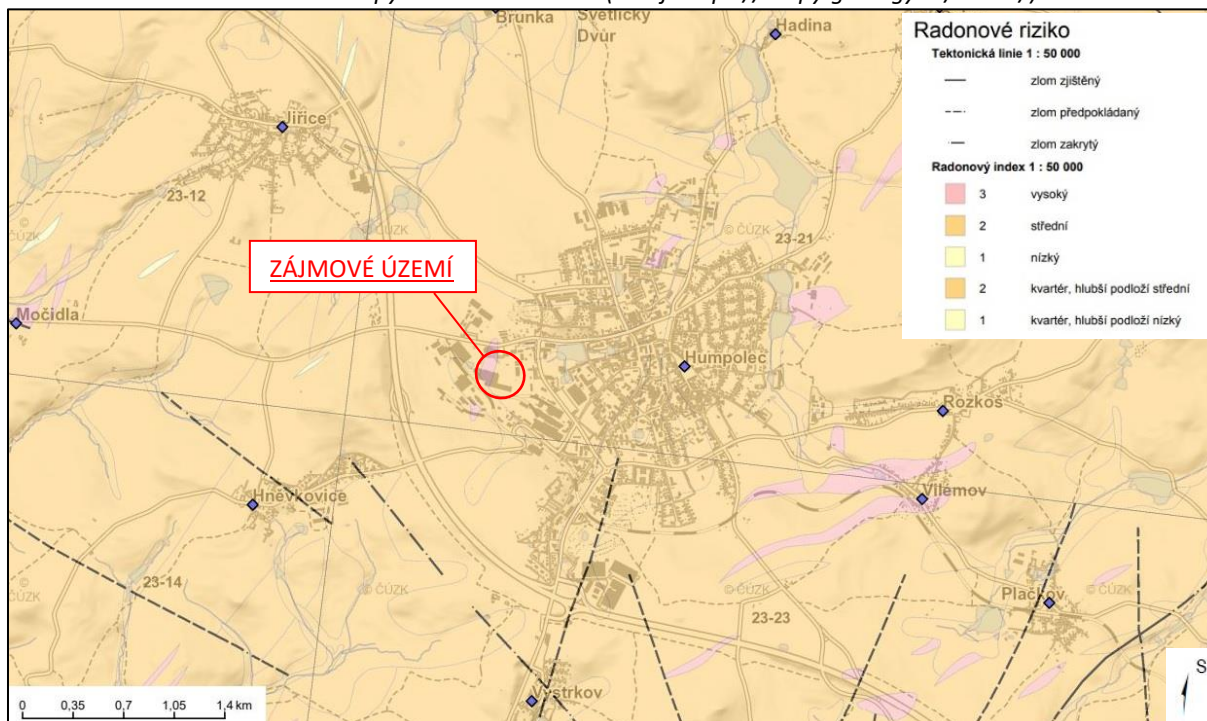 Brunka
Světlický
Dvůr
Hadina
Jiřice
23-12
© ČÚZK
23-21
© ČÚZK
ZÁJMOVÉ ÚZEMÍ
Močidla
Humpolec
Rozkoš
Hněvkovice
Vilémov
23-14
© ČÚZK
© ČÚZK
Plačkov
© ČÚZK
23-23
Vystrkov
Radonové riziko
Tektonická linie 1 : 50 000
zlom zjištěný
zlom předpokládaný
zlom zakrytý
Radonový index 1 : 50 000
3 vysoký
2 střední
1 nízký
2 kvartér, hlubší podloží střední
1 kvartér, hlubší podloží nízký
0 0,35 0,7 1,05 1,4 km
S